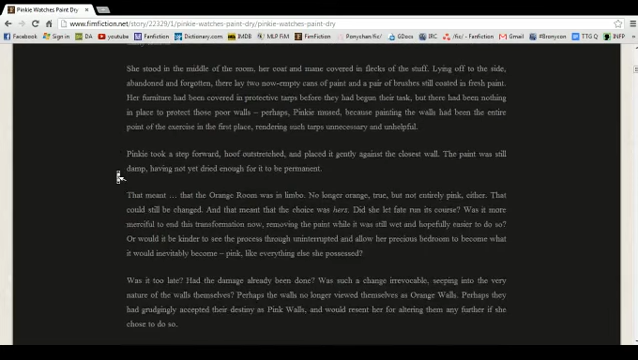 Pinkie Watches Paint Dry
www.fimfiction.net/story/22329/1/pinkie-watches-paint-dry/pinkie-watches-paint-dry
Facebook Sign in DA youtube Fanfiction Dictionary.com MLP FiM Fanfiction Ponyshan: fic/ GDocs IRC /fic/ - Ponychan Gmail #Bronycon TTG Q EQD
She stood in the middle of the room, her coat and mane covered in flecks of the stuff. Lying off to the side,
abandoned and forgotten, there lay two now-empty cans of paint and a pair of brushes still coated in fresh paint.
Her furniture had been covered in protective tarps before they had begun their task, but there had been nothing
in place to protect those poor walls – perhaps, Pinkie mused, because painting the walls had been the entire
point of the exercise in the first place, rendering such tarps unnecessary and unhelpful.
Pinkie took a step forward, hoof outstretched, and placed it gently against the closest wall. The paint was still
damp, having not yet dried enough for it to be permanent.
That meant … that the Orange Room was in limbo. No longer orange, true, but not entirely pink, either. That
could still be changed. And that meant that the choice was hers. Did she let fate run its course? Was it more
merciful to end this transformation now, removing the paint while it was still wet and hopefully easier to do so?
Or would it be kinder to see the process through uninterrupted and allow her precious bedroom to become what
it would inevitably become – pink, like everything else she possessed?
Was it too late? Had the damage already been done? Was such a change irrevocable, seeping into the very
nature of the walls themselves? Perhaps the walls no longer viewed themselves as Orange Walls. Perhaps they
had grudgingly accepted their destiny as Pink Walls, and would resent her for altering them any further if she
chose to do so.